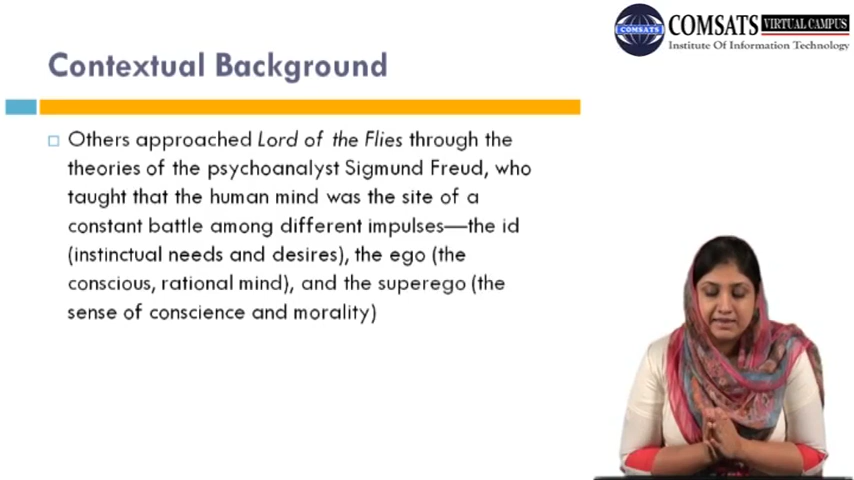 COMSATS VIRTUAL CAMPUS
COMSATS
Institute Of Information Technology
Contextual Background
Others approached Lord of the Flies through the
theories of the psychoanalyst Sigmund Freud, who
taught that the human mind was the site of a
constant battle among different impulses—the id
(instinctual needs and desires), the ego (the
conscious, rational mind), and the superego (the
sense of conscience and morality)